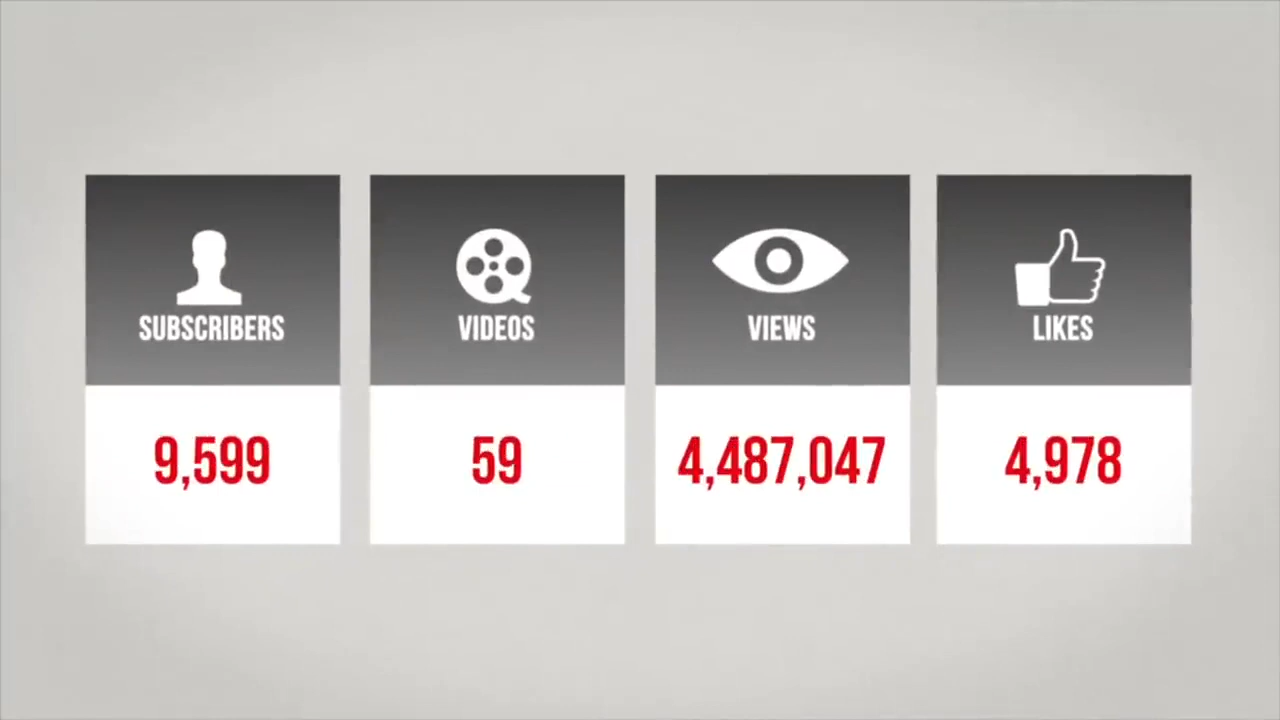 SUBSCRIBERS
9,599
VIDEOS
59
VIEWS
4,487,047
LIKES
4,978